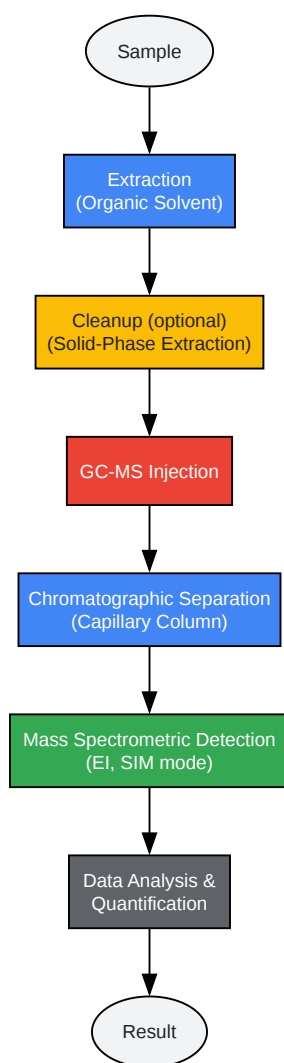 Sample
Extraction
(Organic Solvent)
Cleanup (optional)
(Solid-Phase Extraction)
GC-MS Injection
Chromatographic Separation
(Capillary Column)
Mass Spectrometric Detection
(EI, SIM mode)
Data Analysis &
Quantification
Result